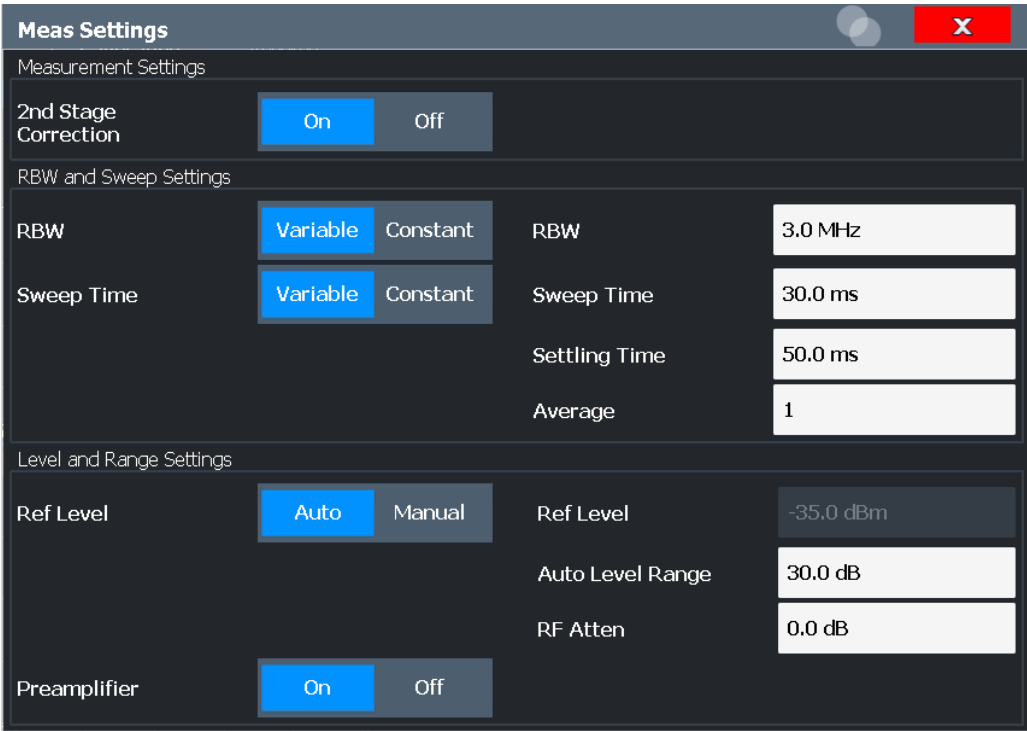 Meas Settings
X
Measurement Settings
2nd Stage
Correction
On Off
RBW and Sweep Settings
RBW Variable Constant RBW 3.0 MHz
Sweep Time Variable Constant Sweep Time 30.0 ms
Settling Time 50.0 ms
Average 1
Level and Range Settings
Ref Level Auto Manual Ref Level -35.0 dBm
Auto Level Range 30.0 dB
RF Atten 0.0 dB
Preamplifier On Off